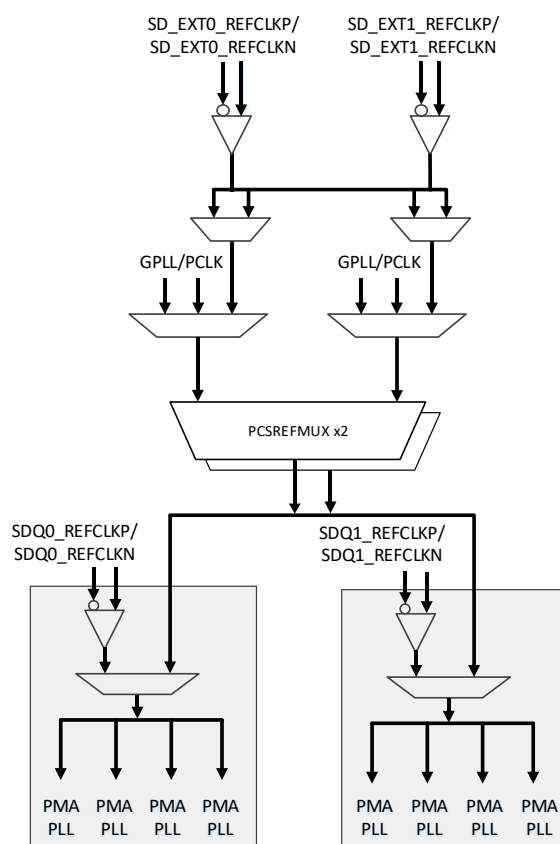 SD_EXT0_REFCLKP/
SD_EXT0_REFCLKN
SD_EXT1_REFCLKP/
SD_EXT1_REFCLKN
GPLL/PCLK
GPLL/PCLK
PCSREFMUX x2
SDQ0_REFCLKP/
SDQ0_REFCLKN
SDQ1_REFCLKP/
SDQ1_REFCLKN
PMA PLL
PMA PLL
PMA PLL
PMA PLL
PMA PLL
PMA PLL
PMA PLL
PMA PLL